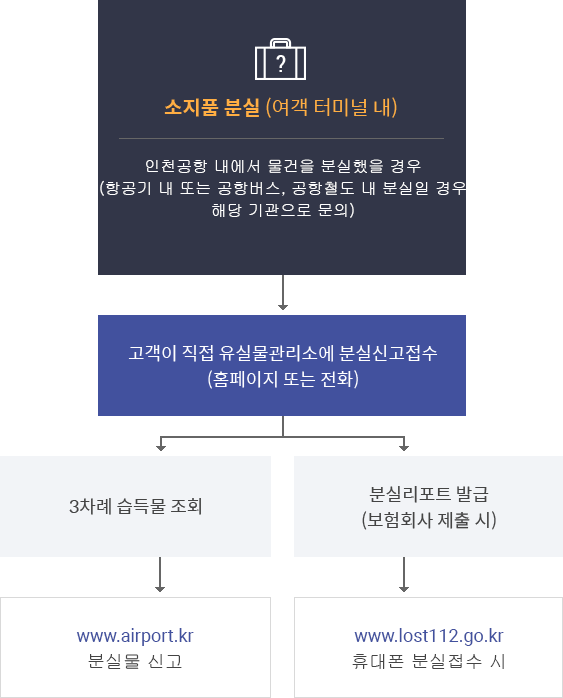 ?
소지품 분실 (여객 터미널 내)
인천공항 내에서 물건을 분실했을 경우
(항공기 내 또는 공항버스, 공항철도 내 분실일 경우
해당 기관으로 문의)
고객이 직접 유실물관리소에 분실신고접수
(홈페이지 또는 전화)
3차례 습득물 조회
분실리포트 발급
(보험회사 제출 시)
www.airport.kr
분실물 신고
www.lost112.go.kr
휴대폰 분실접수 시